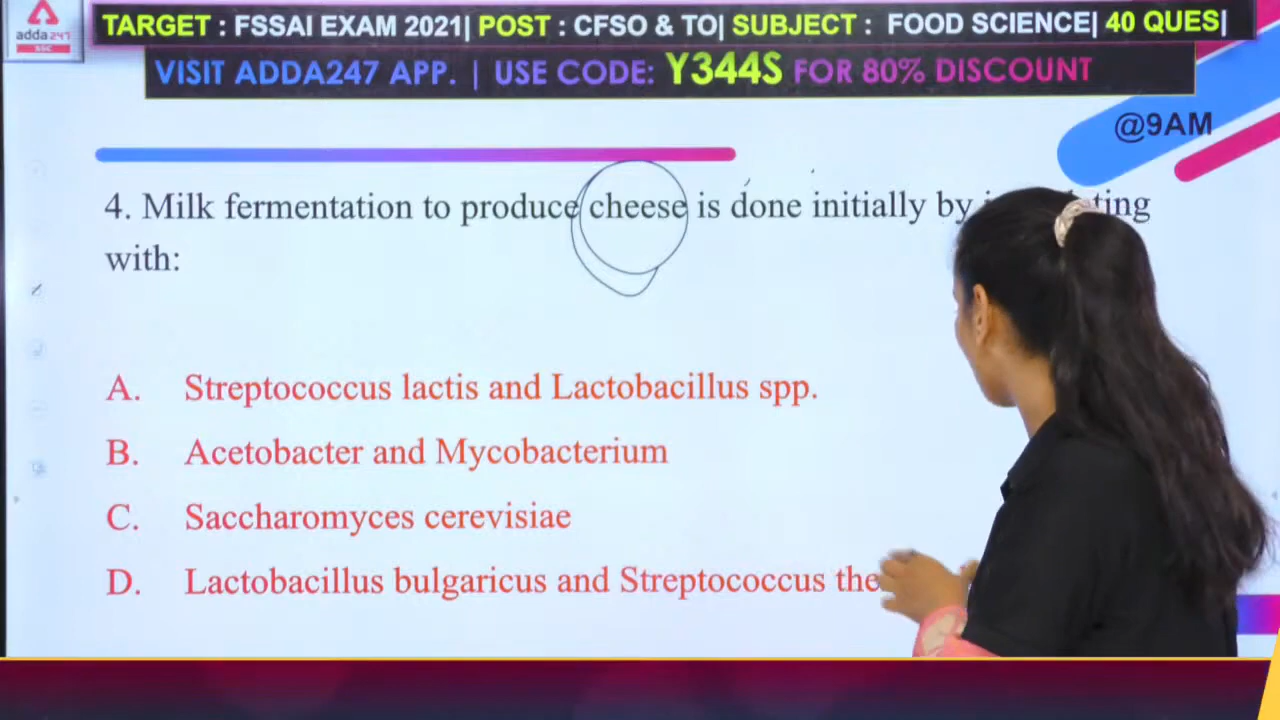 adda247
SSC
TARGET : FSSAI EXAM 2021| POST : CFSO & TO| SUBJECT : FOOD SCIENCE| 40 QUES|
VISIT ADDA247 APP. | USE CODE: Y344S FOR 80% DISCOUNT
@9AM
4. Milk fermentation to produce cheese is done initially by
with:
A. Streptococcus lactis and Lactobacillus spp.
B. Acetobacter and Mycobacterium
C. Saccharomyces cerevisiae
D. Lactobacillus bulgaricus and Streptococcus